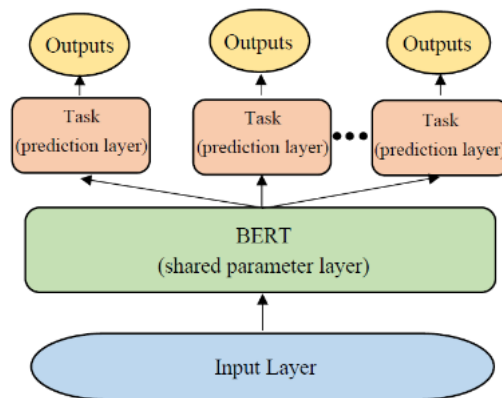 Outputs
Outputs
Outputs
Task
(prediction layer)
Task
(prediction layer)
Task
(prediction layer)
BERT
(shared parameter layer)
Input Layer